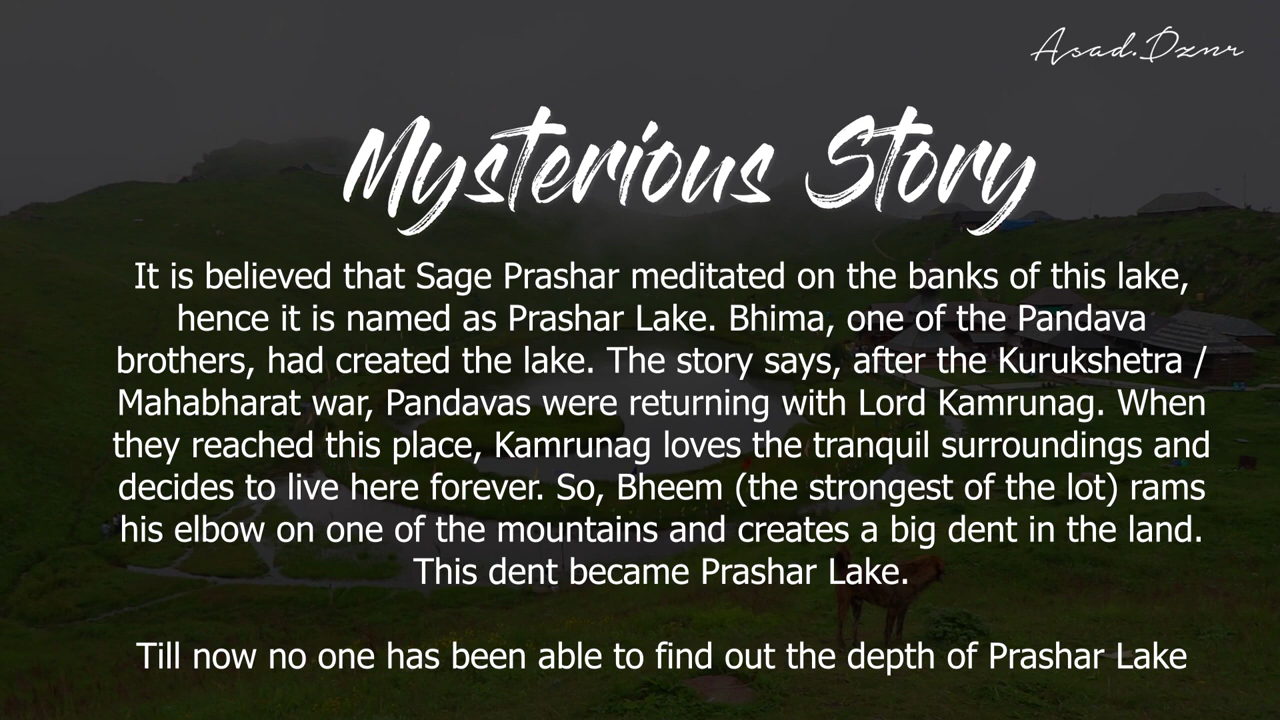 Asad.Dznr
Mysterious Story
It is believed that Sage Prashar meditated on the banks of this lake,
hence it is named as Prashar Lake. Bhima, one of the Pandava
brothers, had created the lake. The story says, after the Kurukshetra /
Mahabharat war, Pandavas were returning with Lord Kamrunag. When
they reached this place, Kamrunag loves the tranquil surroundings and
decides to live here forever. So, Bheem (the strongest of the lot) rams
his elbow on one of the mountains and creates a big dent in the land.
This dent became Prashar Lake.
Till now no one has been able to find out the depth of Prashar Lake